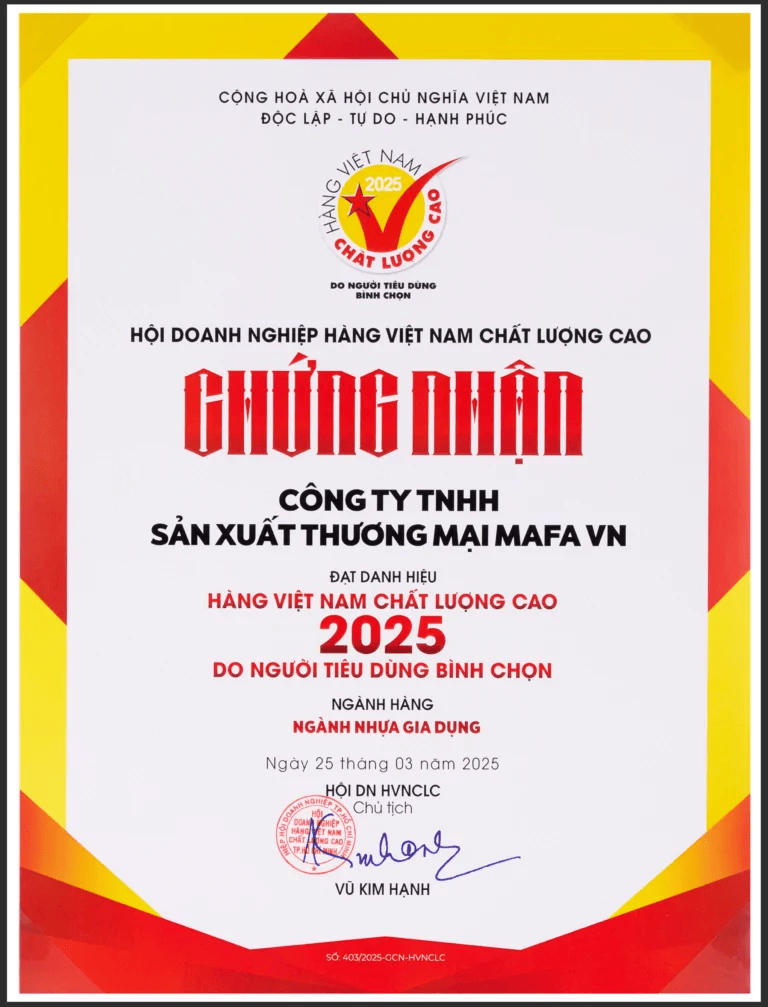 CỘNG HOÀ XÃ HỘI CHỦ NGHĨA VIỆT NAM
ĐỘC LẬP - TỰ DO - HẠNH PHÚC
HÀNG VIỆT NAM
2025
CHẤT LƯỢNG CAO
DO NGƯỜI TIÊU DÙNG
BÌNH CHỌN
HỘI DOANH NGHIỆP HÀNG VIỆT NAM CHẤT LƯỢNG CAO
CHỨNG NHẬN
CÔNG TY TNHH
SẢN XUẤT THƯƠNG MẠI MAFA VN
ĐẠT DANH HIỆU
HÀNG VIỆT NAM CHẤT LƯỢNG CAO
2025
DO NGƯỜI TIÊU DÙNG BÌNH CHỌN
NGÀNH HÀNG
NGÀNH NHỰA GIA DỤNG
Ngày 25 tháng 03 năm 2025
HỘI DN HVNCLC
Chủ tịch
HIỆP HỘI DOANH NGHIỆP TP.HỒ CHÍ MINH
HỘI
DOANH NGHIỆP
HÀNG VIỆT NAM
CHẤT LƯỢNG CAO
TP.HỒ CHÍ MINH
VŨ KIM HẠNH
SỐ: 403/2025-GCN-HVNCLC